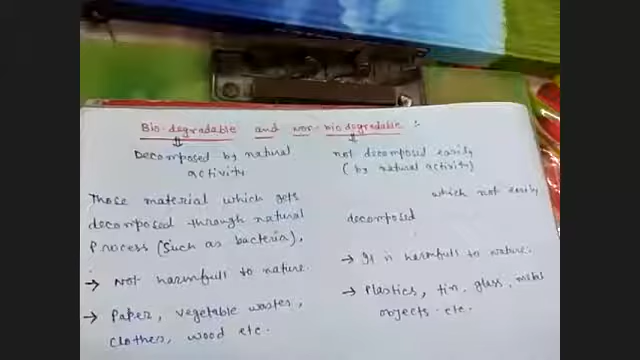 Bio-degradable and non-biodegradable :
Decomposed by natural
activity
Those material which gets
decomposed through natural
Process (such as bacteria),
→ Not harmfull to nature.
→ Paper, vegetable wastes,
clothes, wood etc.
not decomposed easily
(by natural activity)
which not easily
decomposed
→ It is harmfull to nature.
→ Plastics, tin, glass, metal
objects. etc.